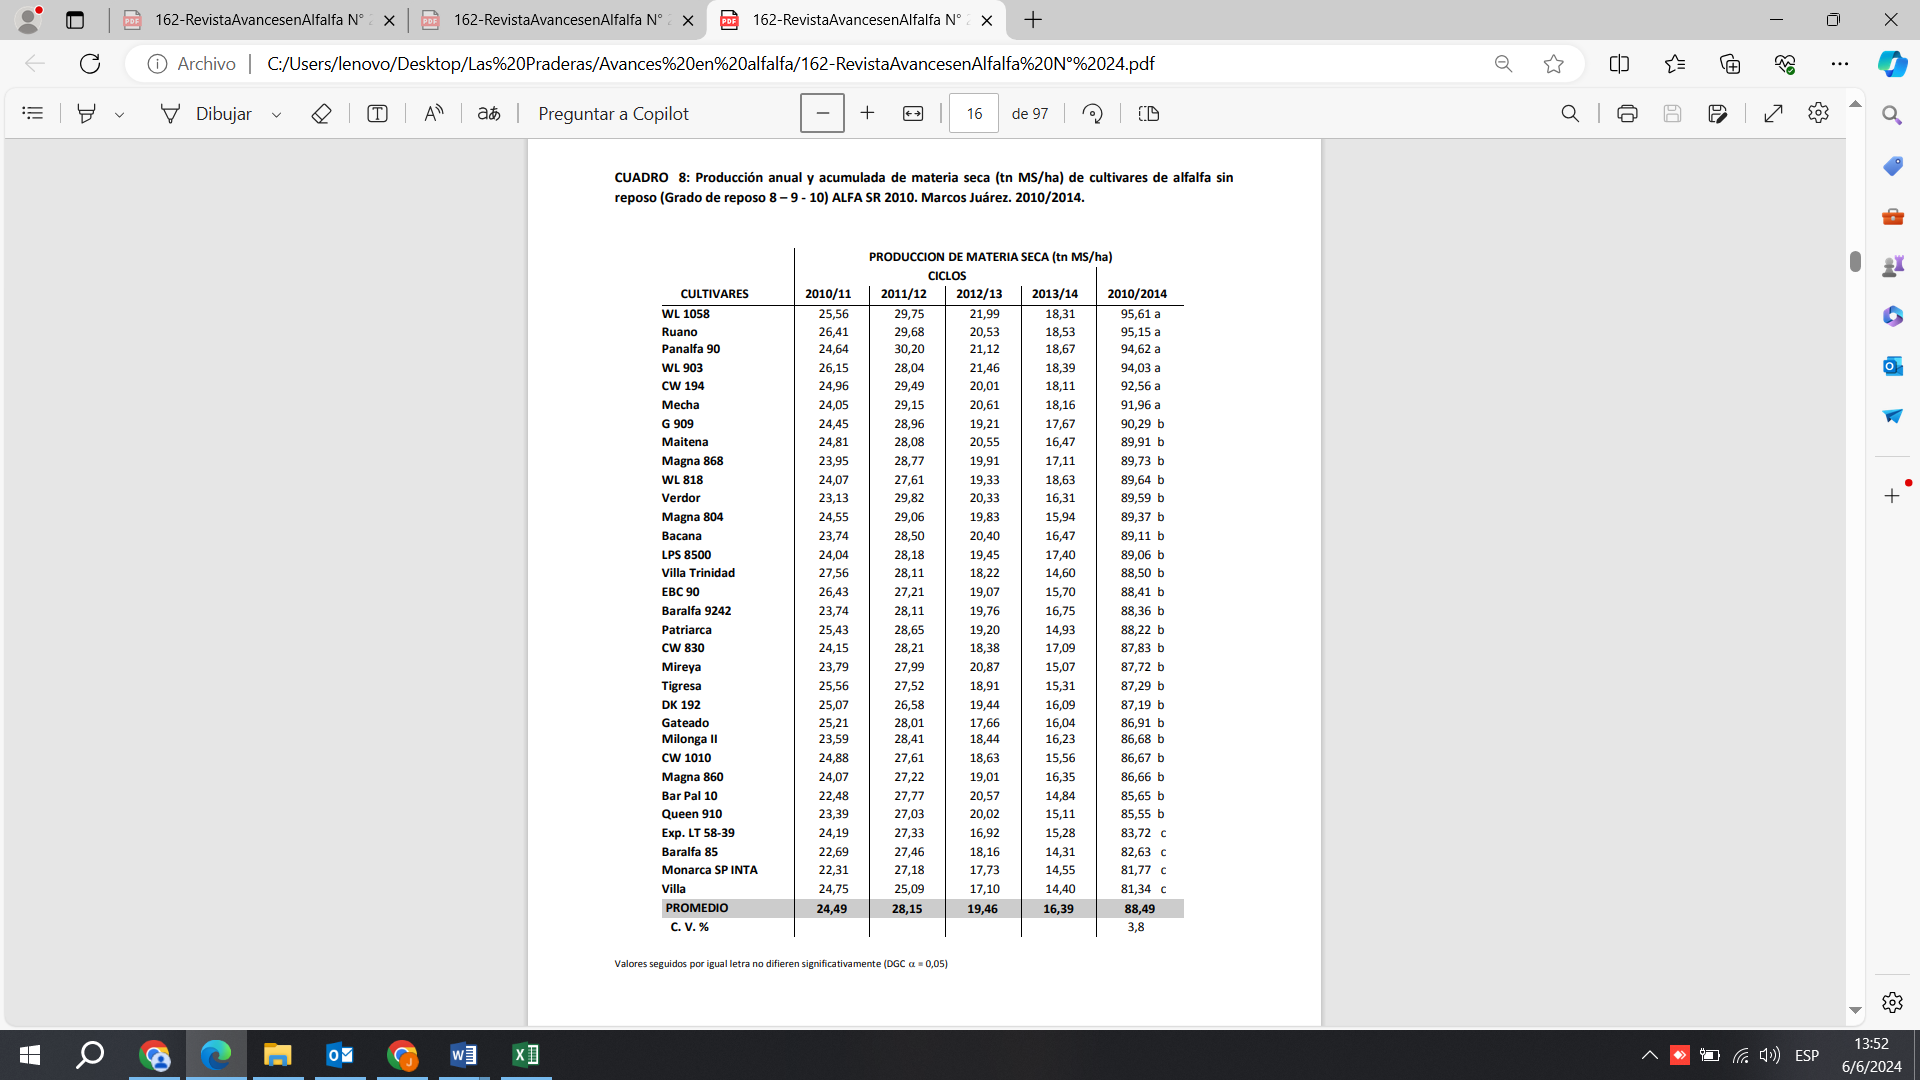 162-RevistaAvancesenAlfalfa N° 2
162-RevistaAvancesenAlfalfa N° 2
162-RevistaAvancesenAlfalfa N° 2
Archivo
C:/Users/lenovo/Desktop/Las%20Praderas/Avances%20en%20alfalfa/162-RevistaAvancesenAlfalfa%20N°%2024.pdf
Dibujar
Preguntar a Copilot
16 de 97
CUADRO 8: Producción anual y acumulada de materia seca (tn MS/ha) de cultivares de alfalfa sin
reposo (Grado de reposo 8 – 9 - 10) ALFA SR 2010. Marcos Juárez. 2010/2014.
PRODUCCION DE MATERIA SECA (tn MS/ha)
CICLOS
CULTIVARES 2010/11 2011/12 2012/13 2013/14 2010/2014
WL 1058 25,56 29,75 21,99 18,31 95,61 a
Ruano 26,41 29,68 20,53 18,53 95,15 a
Panalfa 90 24,64 30,20 21,12 18,67 94,62 a
WL 903 26,15 28,04 21,46 18,39 94,03 a
CW 194 24,96 29,49 20,01 18,11 92,56 a
Mecha 24,05 29,15 20,61 18,16 91,96 a
G 909 24,45 28,96 19,21 17,67 90,29 b
Maitena 24,81 28,08 20,55 16,47 89,91 b
Magna 868 23,95 28,77 19,91 17,11 89,73 b
WL 818 24,07 27,61 19,33 18,63 89,64 b
Verdor 23,13 29,82 20,33 16,31 89,59 b
Magna 804 24,55 29,06 19,83 15,94 89,37 b
Bacana 23,74 28,50 20,40 16,47 89,11 b
LPS 8500 24,04 28,18 19,45 17,40 89,06 b
Villa Trinidad 27,56 28,11 18,22 14,60 88,50 b
EBC 90 26,43 27,21 19,07 15,70 88,41 b
Baralfa 9242 23,74 28,11 19,76 16,75 88,36 b
Patriarca 25,43 28,65 19,20 14,93 88,22 b
CW 830 24,15 28,21 18,38 17,09 87,83 b
Mireya 23,79 27,99 20,87 15,07 87,72 b
Tigresa 25,56 27,52 18,91 15,31 87,29 b
DK 192 25,07 26,58 19,44 16,09 87,19 b
Gateado 25,21 28,01 17,66 16,04 86,91 b
Milonga II 23,59 28,41 18,44 16,23 86,68 b
CW 1010 24,88 27,61 18,63 15,56 86,67 b
Magna 860 24,07 27,22 19,01 16,35 86,66 b
Bar Pal 10 22,48 27,77 20,57 14,84 85,65 b
Queen 910 23,39 27,03 20,02 15,11 85,55 b
Exp. LT 58-39 24,19 27,33 16,92 15,28 83,72 c
Baralfa 85 22,69 27,46 18,16 14,31 82,63 c
Monarca SP INTA 22,31 27,18 17,73 14,55 81,77 c
Villa 24,75 25,09 17,10 14,40 81,34 c
PROMEDIO 24,49 28,15 19,46 16,39 88,49
C. V. % 3,8
Valores seguidos por igual letra no difieren significativamente (DGC α = 0,05)
ESP
13:52
6/6/2024